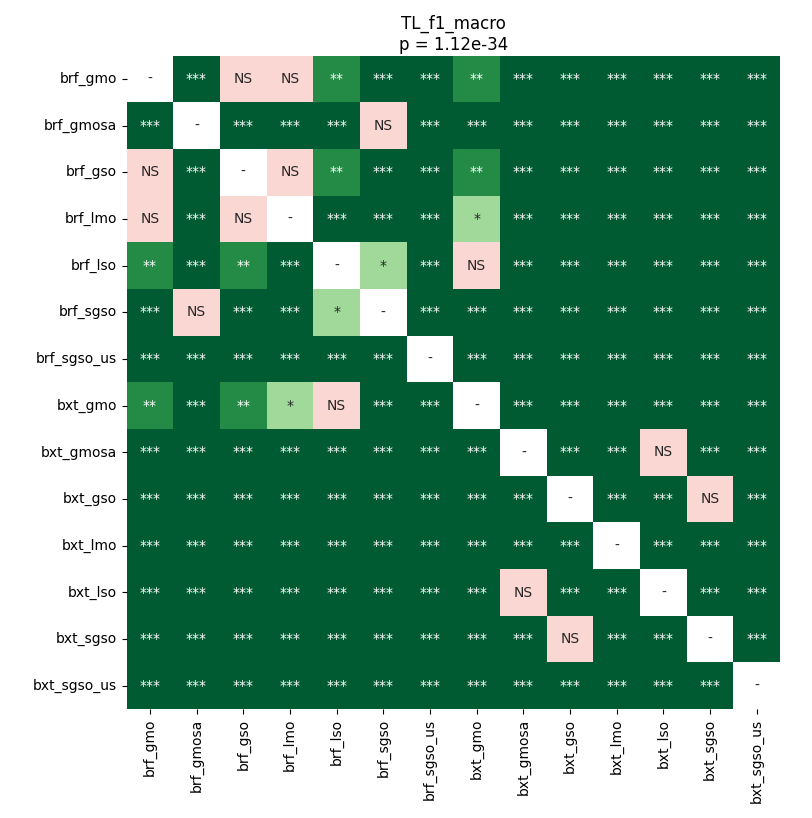 TL_f1_macro
p = 1.12e-34
brf_gmo - *** NS NS ** *** *** ** *** *** *** *** *** ***
brf_gmosa *** - *** *** *** NS *** *** *** *** *** *** *** ***
brf_gso NS *** - NS ** *** *** ** *** *** *** *** *** ***
brf_lmo NS *** NS - *** *** *** * *** *** *** *** *** ***
brf_lso ** *** ** *** - * *** NS *** *** *** *** *** ***
brf_sgso *** NS *** *** * - *** *** *** *** *** *** *** ***
brf_sgso_us *** *** *** *** *** *** - *** *** *** *** *** *** ***
bxt_gmo ** *** ** * NS *** *** - *** *** *** *** *** ***
bxt_gmosa *** *** *** *** *** *** *** *** - *** *** NS *** ***
bxt_gso *** *** *** *** *** *** *** *** *** - *** *** NS ***
bxt_lmo *** *** *** *** *** *** *** *** *** *** - *** *** ***
bxt_lso *** *** *** *** *** *** *** *** NS *** *** - *** ***
bxt_sgso *** *** *** *** *** *** *** *** *** NS *** *** - ***
bxt_sgso_us *** *** *** *** *** *** *** *** *** *** *** *** *** -
brf_gmo
brf_gmosa
brf_gso
brf_lmo
brf_lso
brf_sgso
brf_sgso_us
bxt_gmo
bxt_gmosa
bxt_gso
bxt_lmo
bxt_lso
bxt_sgso
bxt_sgso_us